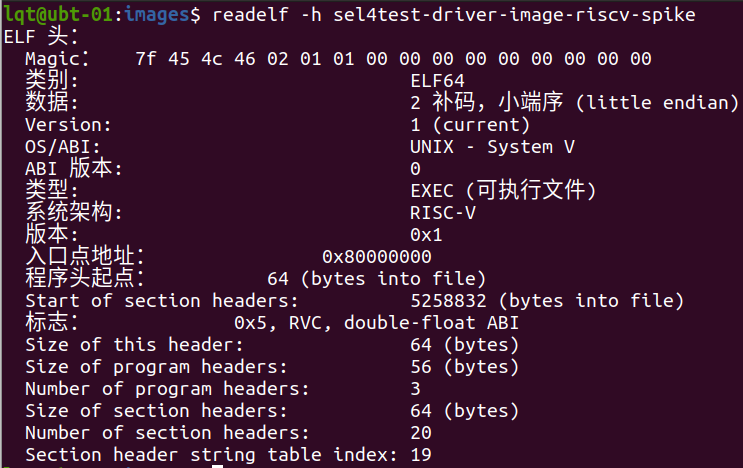 lqt@ubt-01:images$ readelf -h sel4test-driver-image-riscv-spike
ELF 头：
  Magic：   7f 45 4c 46 02 01 01 00 00 00 00 00 00 00 00 00
  类别:                              ELF64
  数据:                              2 补码，小端序 (little endian)
  Version:                           1 (current)
  OS/ABI:                            UNIX - System V
  ABI 版本:                          0
  类型:                              EXEC (可执行文件)
  系统架构:                          RISC-V
  版本:                              0x1
  入口点地址：               0x80000000
  程序头起点：          64 (bytes into file)
  Start of section headers:          5258832 (bytes into file)
  标志：             0x5, RVC, double-float ABI
  Size of this header:               64 (bytes)
  Size of program headers:           56 (bytes)
  Number of program headers:         3
  Size of section headers:           64 (bytes)
  Number of section headers:         20
  Section header string table index: 19